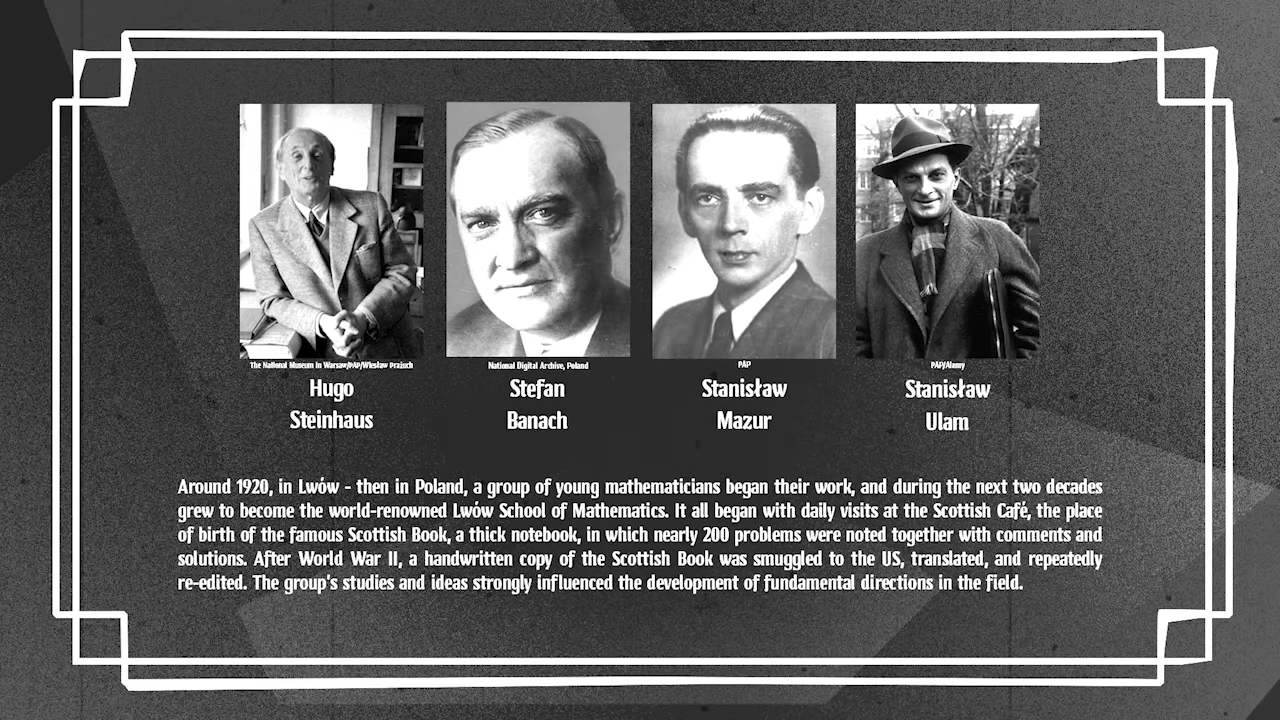 The National Museum in Warsaw/PAP/Wiesław Prażuch
National Digital Archive, Poland
PAP
PAP/Alamy
Hugo
Steinhaus
Stefan
Banach
Stanisław
Mazur
Stanisław
Ulam
Around 1920, in Lwów - then in Poland, a group of young mathematicians began their work, and during the next two decades
grew to become the world-renowned Lwów School of Mathematics. It all began with daily visits at the Scottish Café, the place
of birth of the famous Scottish Book, a thick notebook, in which nearly 200 problems were noted together with comments and
solutions. After World War II, a handwritten copy of the Scottish Book was smuggled to the US, translated, and repeatedly
re-edited. The group's studies and ideas strongly influenced the development of fundamental directions in the field.